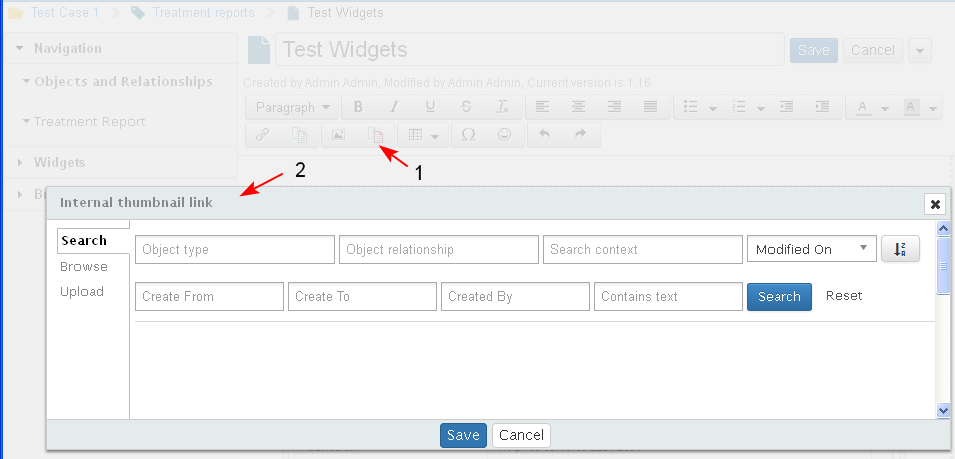 Test Case 1 > Treatment reports > Test Widgets
Navigation
Objects and Relationships
Treatment Report
Widgets
Test Widgets
Save Cancel
Created by Admin Admin, Modified by Admin Admin, Current version is 1.16
Paragraph B I U S Tx A A
Ω
1
2
Internal thumbnail link
Search
Browse
Upload
Object type Object relationship Search context Modified On
Create From Create To Created By Contains text Search Reset
Save Cancel